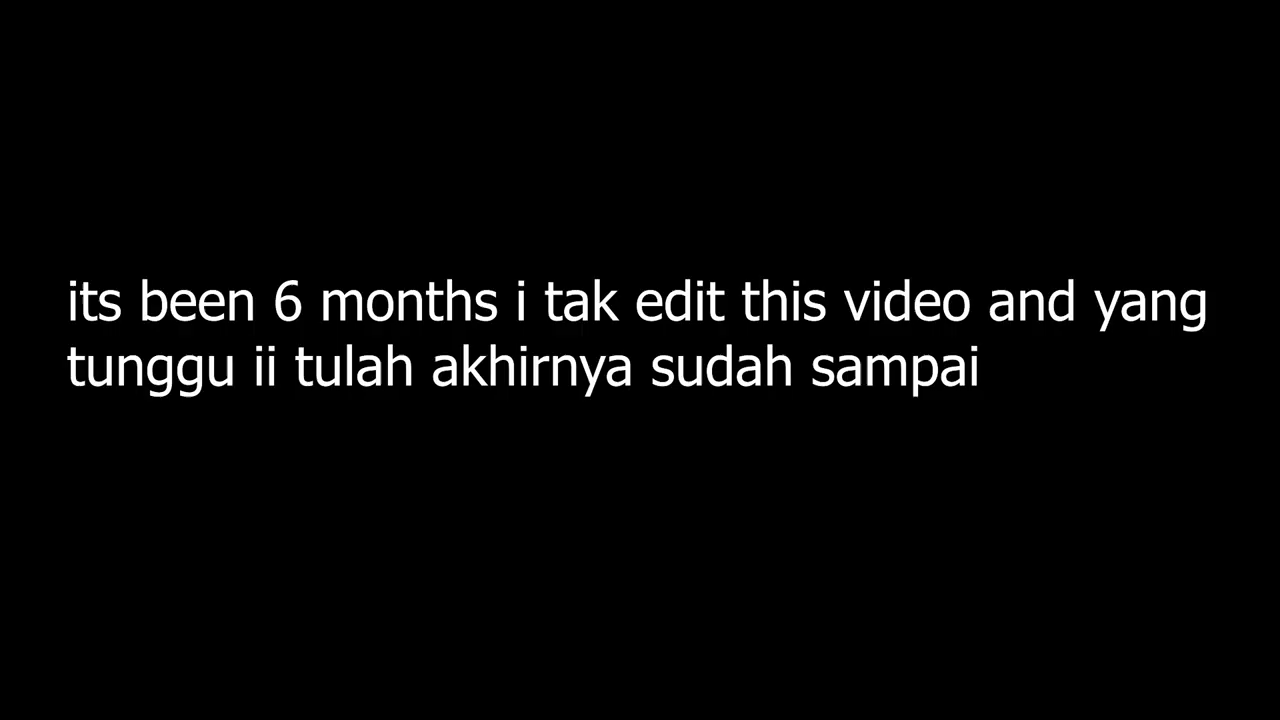 its been 6 months i tak edit this video and yang
tunggu ii tulah akhirnya sudah sampai